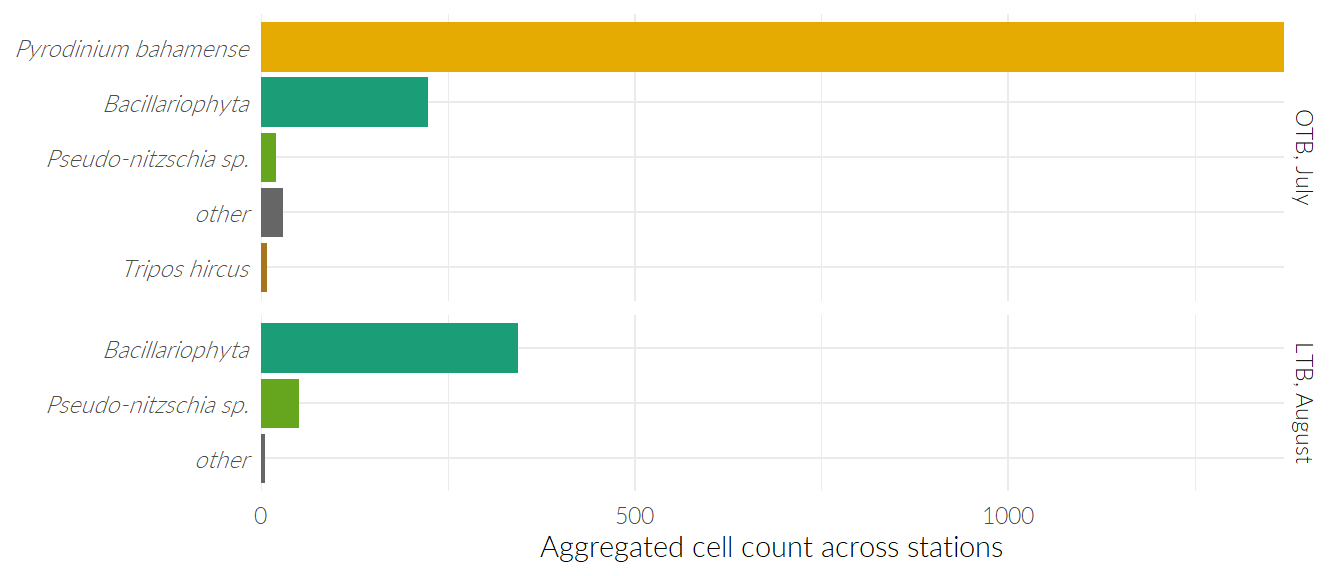 Pyrodinium bahamense
Bacillariophyta
Pseudo-nitzschia sp.
other
Tripos hircus
OTB, July
Bacillariophyta
Pseudo-nitzschia sp.
other
LTB, August
0 500 1000
Aggregated cell count across stations